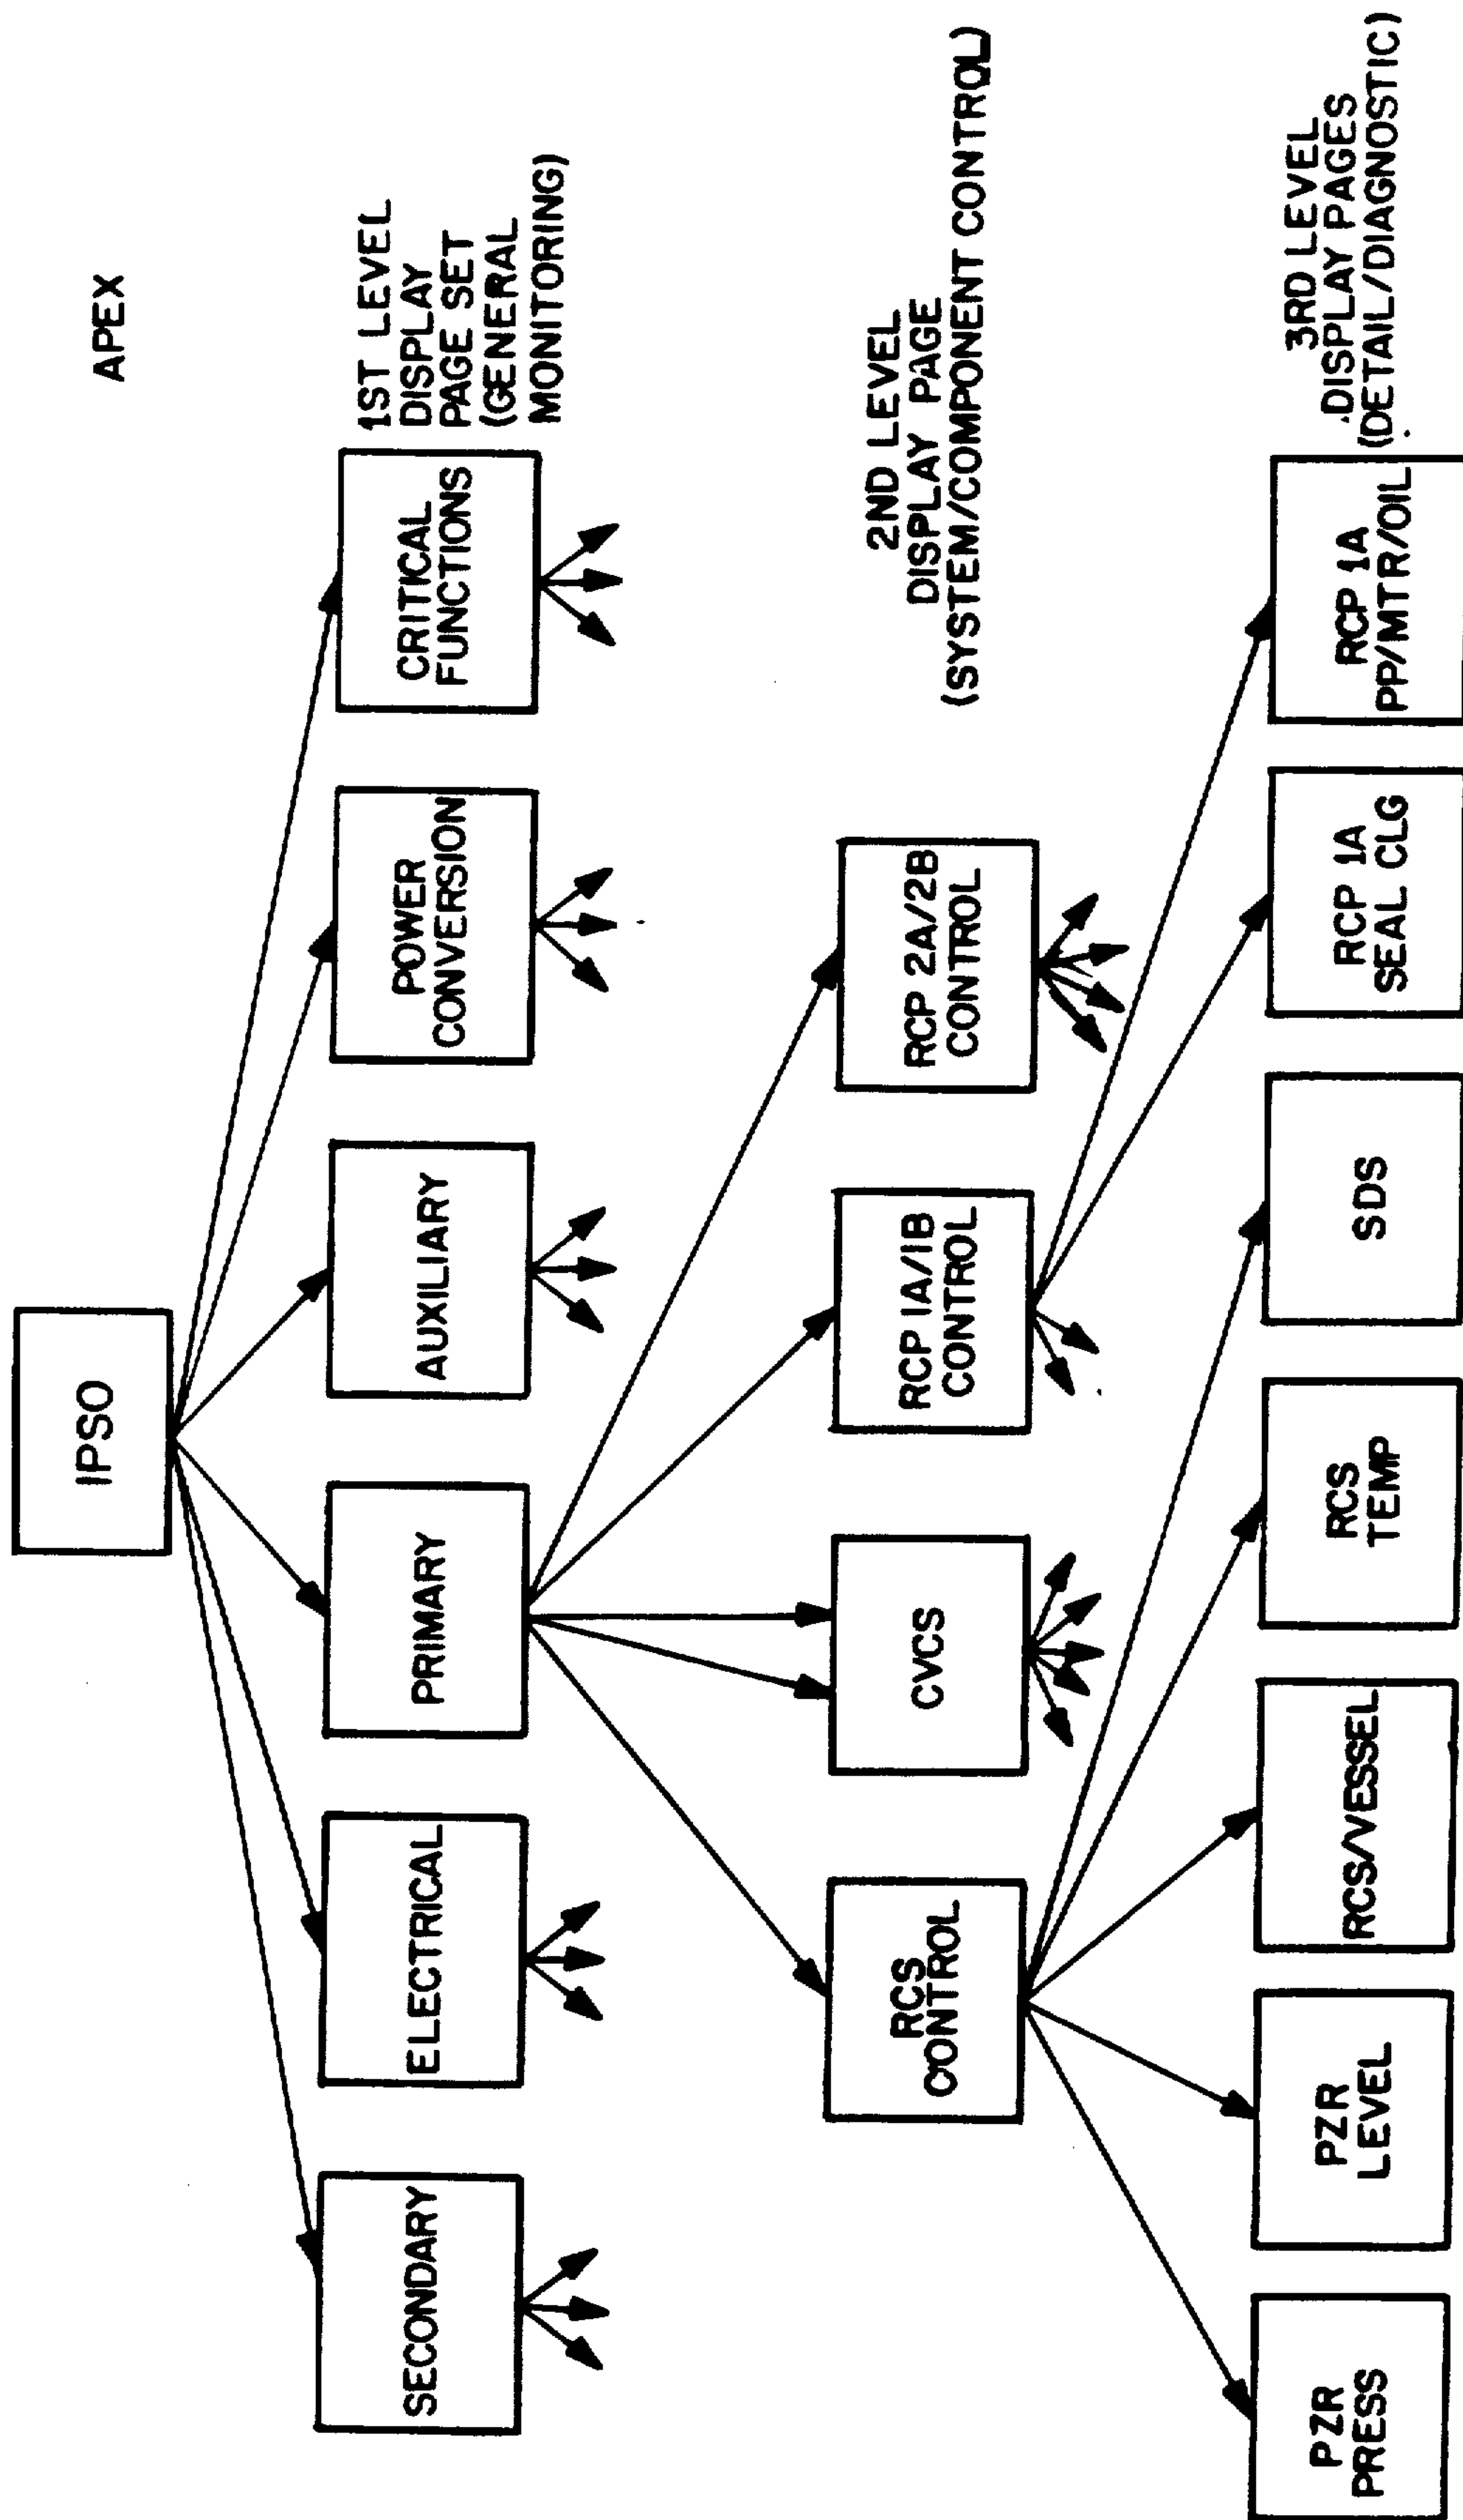 IPSO
APEX
SECONDARY
ELECTRICAL
PRIMARY
AUXILIARY
POWER
CONVERSION
CRITICAL
FUNCTIONS
1ST LEVEL
DISPLAY
PAGE SET
(GENERAL
MONITORING)
RCS
CONTROL
CVCS
RCP 1A/1B
CONTROL
RCP 2A/2B
CONTROL
2ND LEVEL
DISPLAY PAGE
(SYSTEM/COMPONENT CONTROL)
PZR
PRESS
PZR
LEVEL
RCS/VESSEL
RCS
TEMP
SDS
RCP 1A
SEAL CLG
RCP 1A
PP/MTR/OIL
3RD LEVEL
DISPLAY PAGES
(DETAIL/DIAGNOSTIC)